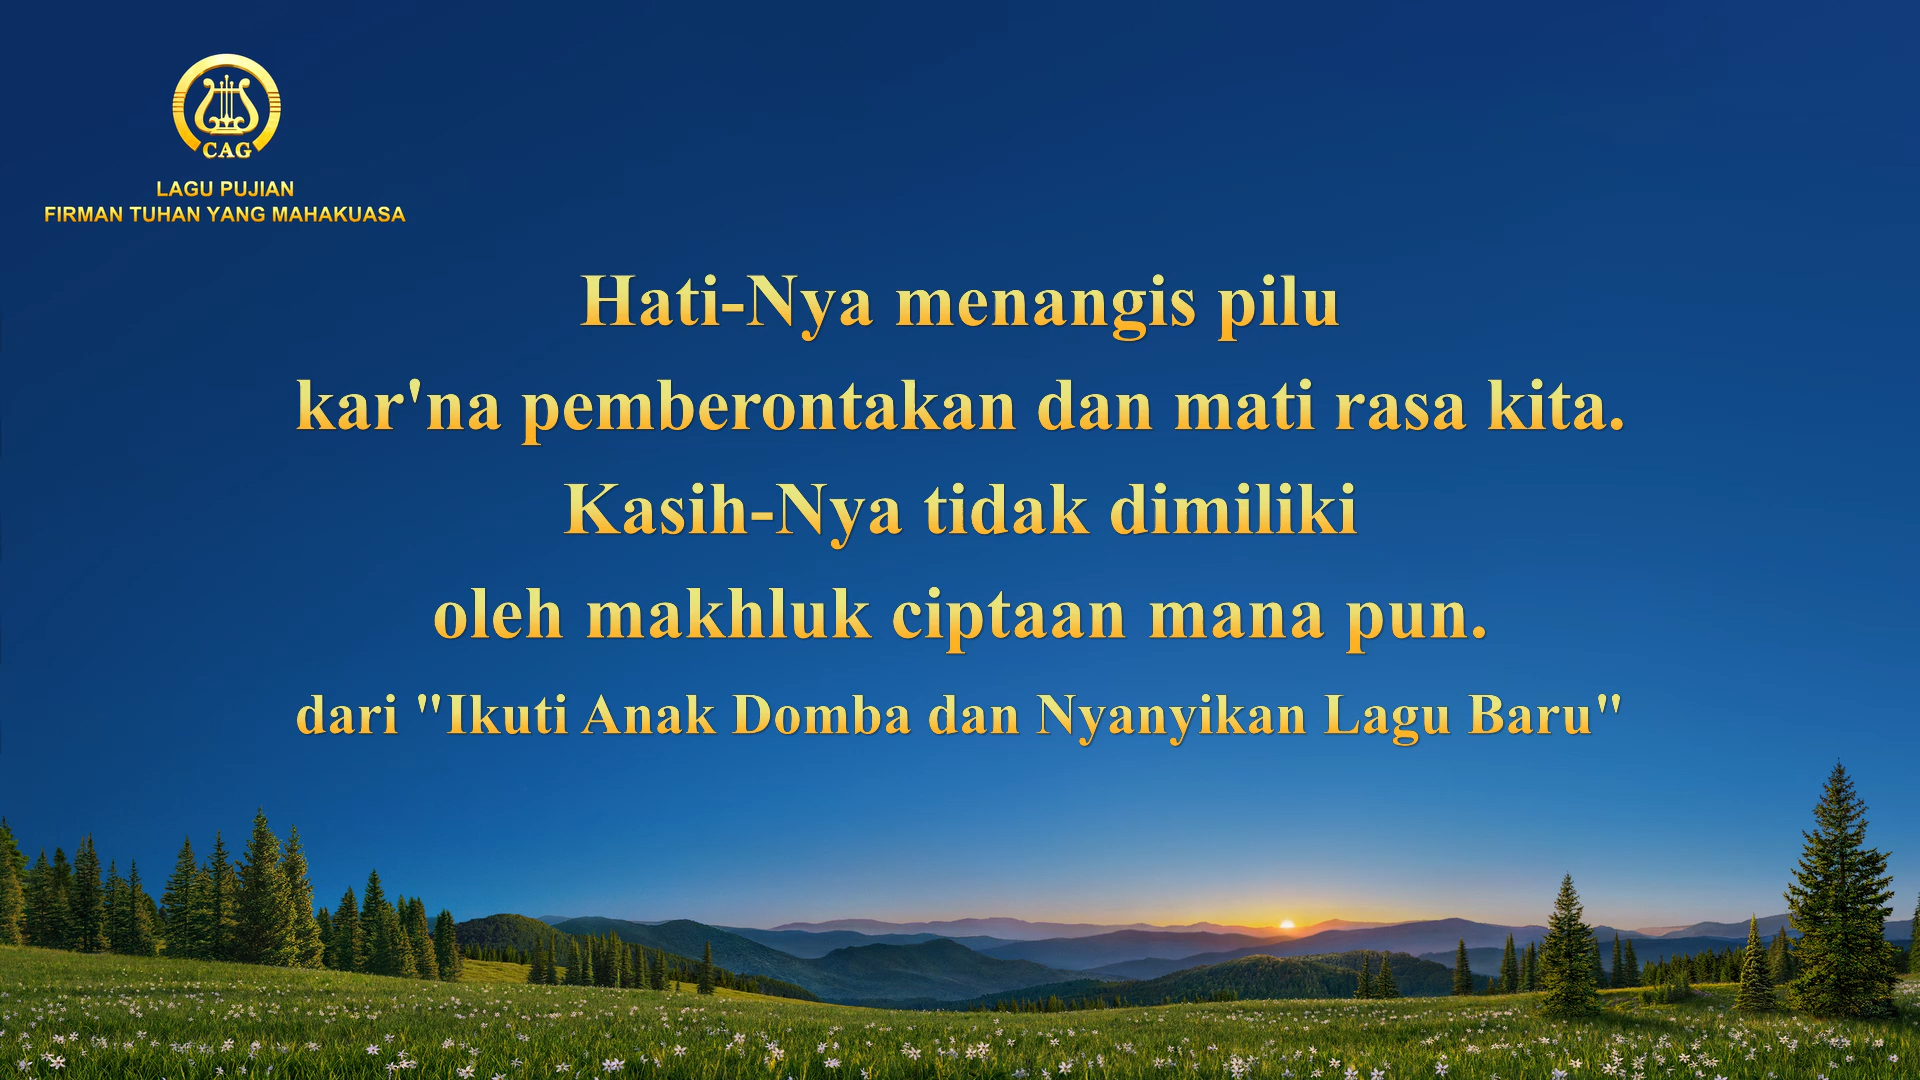 CAG
LAGU PUJIAN
FIRMAN TUHAN YANG MAHAKUASA
Hati-Nya menangis pilu
kar'na pemberontakan dan mati rasa kita.
Kasih-Nya tidak dimiliki
oleh makhluk ciptaan mana pun.
dari "Ikuti Anak Domba dan Nyanyikan Lagu Baru"